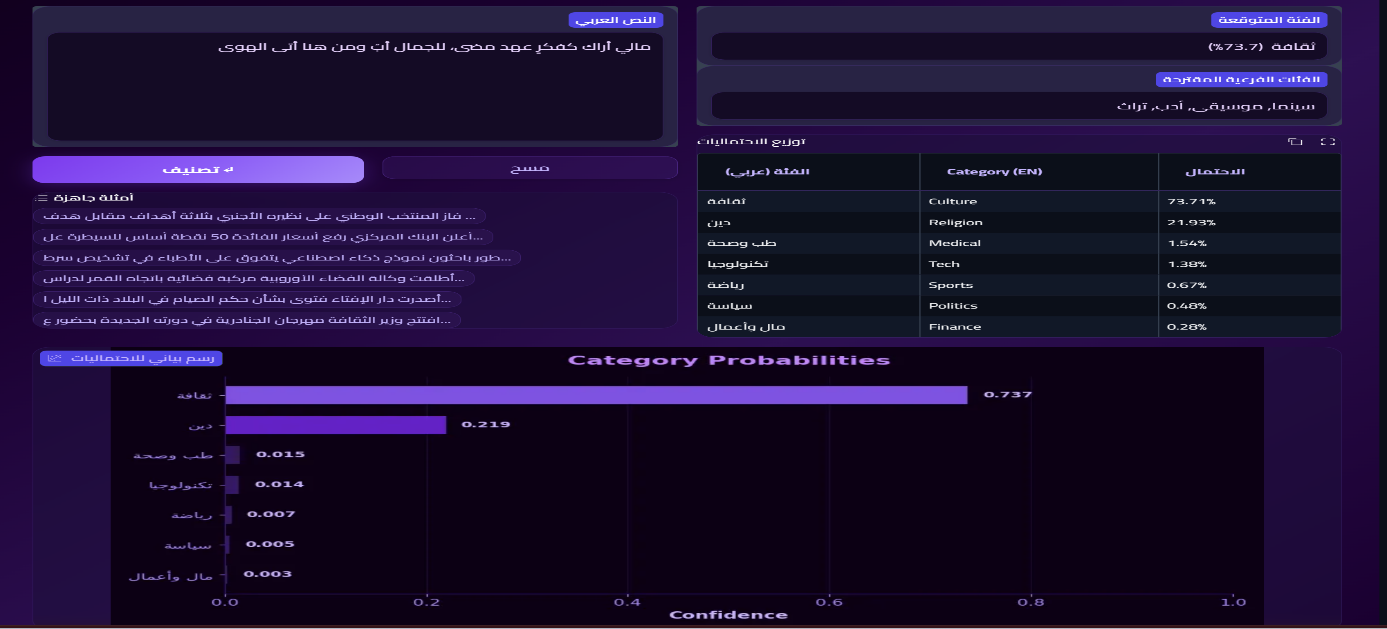 النص العربي
مالي أراك كفكرِ عهد مضى، للجمال أبٌ ومن هنا أتى الهوى
الفئة المتوقعة
ثقافة (73.7%)
الفئات الفرعية المقترحة
سينما, موسيقى, أدب, تراث
تصنيف
مسح
أمثلة جاهزة
فاز المنتخب الوطني على نظيره الأجنبي بثلاثة أهداف مقابل هدف ...
أعلن البنك المركزي رفع أسعار الفائدة 50 نقطة أساس للسيطرة عل...
طور باحثون نموذج ذكاء اصطناعي يتفوق على الأطباء في تشخيص سرط...
أطلقت وكالة الفضاء الأوروبية مركبة فضائية باتجاه القمر لدراس...
أصدرت دار الإفتاء فتوى بشأن حكم الصيام في البلاد ذات الليل ا...
افتتح وزير الثقافة مهرجان الجنادرية في دورته الجديدة بحضور ع...
توزيع الاحتماليات
الفئة (عربي) Category (EN) الاحتمال
ثقافة Culture 73.71%
دين Religion 21.93%
طب وصحة Medical 1.54%
تكنولوجيا Tech 1.38%
رياضة Sports 0.67%
سياسة Politics 0.48%
مال وأعمال Finance 0.28%
رسم بياني للاحتماليات
Category Probabilities
ثقافة 0.737
دين 0.219
طب وصحة 0.015
تكنولوجيا 0.014
رياضة 0.007
سياسة 0.005
مال وأعمال 0.003
0.0 0.2 0.4 0.6 0.8 1.0
Confidence